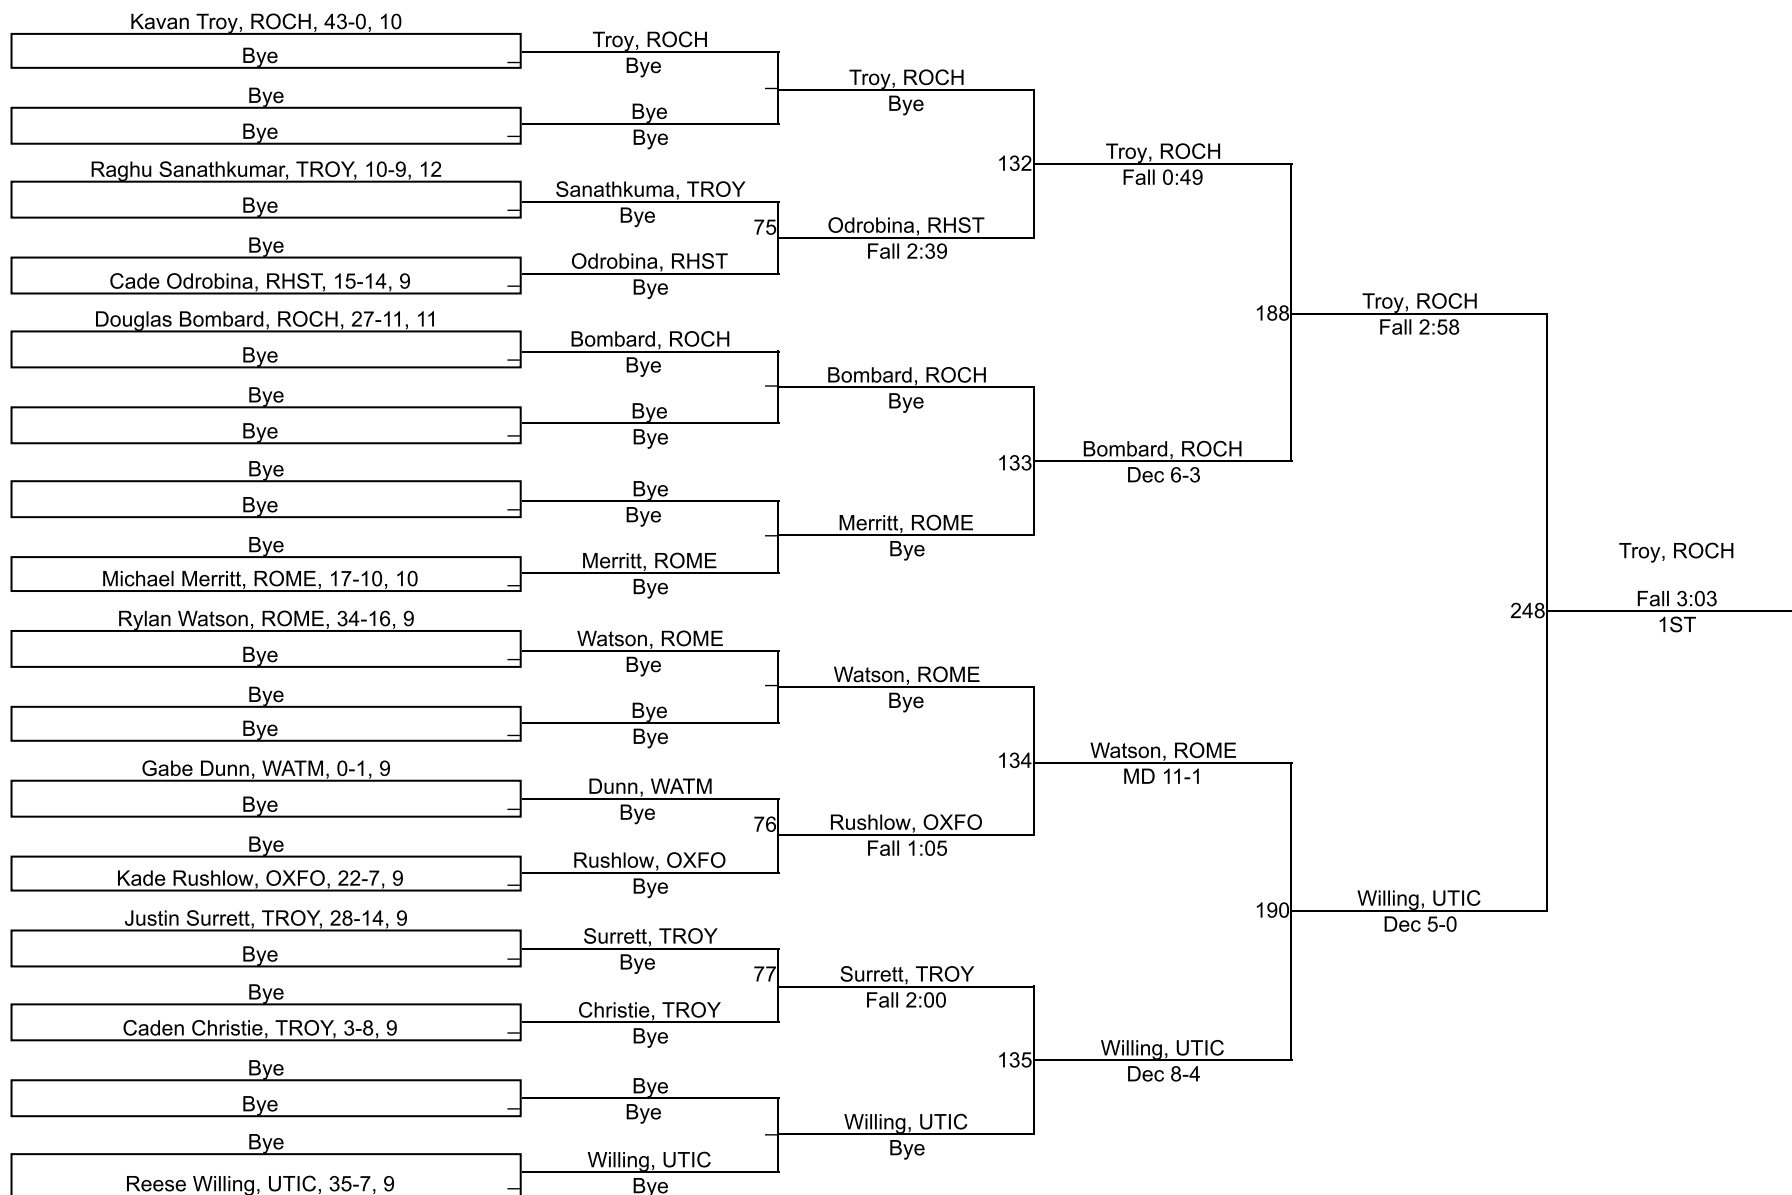 Kavan Troy, ROCH, 43-0, 10
Bye
Bye
Bye
Raghu Sanathkumar, TROY, 10-9, 12
Bye
Bye
Cade Odrobina, RHST, 15-14, 9
Douglas Bombard, ROCH, 27-11, 11
Bye
Bye
Bye
Bye
Bye
Bye
Michael Merritt, ROME, 17-10, 10
Rylan Watson, ROME, 34-16, 9
Bye
Bye
Bye
Gabe Dunn, WATM, 0-1, 9
Bye
Bye
Kade Rushlow, OXFO, 22-7, 9
Justin Surrett, TROY, 28-14, 9
Bye
Bye
Caden Christie, TROY, 3-8, 9
Bye
Bye
Bye
Reese Willing, UTIC, 35-7, 9
Troy, ROCH
Bye
Bye
Bye
Sanathkuma, TROY
Bye
75
Odrobina, RHST
Bye
Bombard, ROCH
Bye
Bye
Bye
Bye
Bye
Merritt, ROME
Bye
Watson, ROME
Bye
Bye
Bye
Dunn, WATM
Bye
76
Rushlow, OXFO
Bye
Surrett, TROY
Bye
77
Christie, TROY
Bye
Bye
Bye
Willing, UTIC
Bye
Troy, ROCH
Bye
132
Odrobina, RHST
Fall 2:39
Bombard, ROCH
Bye
133
Merritt, ROME
Bye
Watson, ROME
Bye
134
Rushlow, OXFO
Fall 1:05
Surrett, TROY
Fall 2:00
135
Willing, UTIC
Bye
Troy, ROCH
Fall 0:49
188
Bombard, ROCH
Dec 6-3
Watson, ROME
MD 11-1
190
Willing, UTIC
Dec 8-4
Troy, ROCH
Fall 2:58
248
Willing, UTIC
Dec 5-0
Troy, ROCH
Fall 3:03
1ST